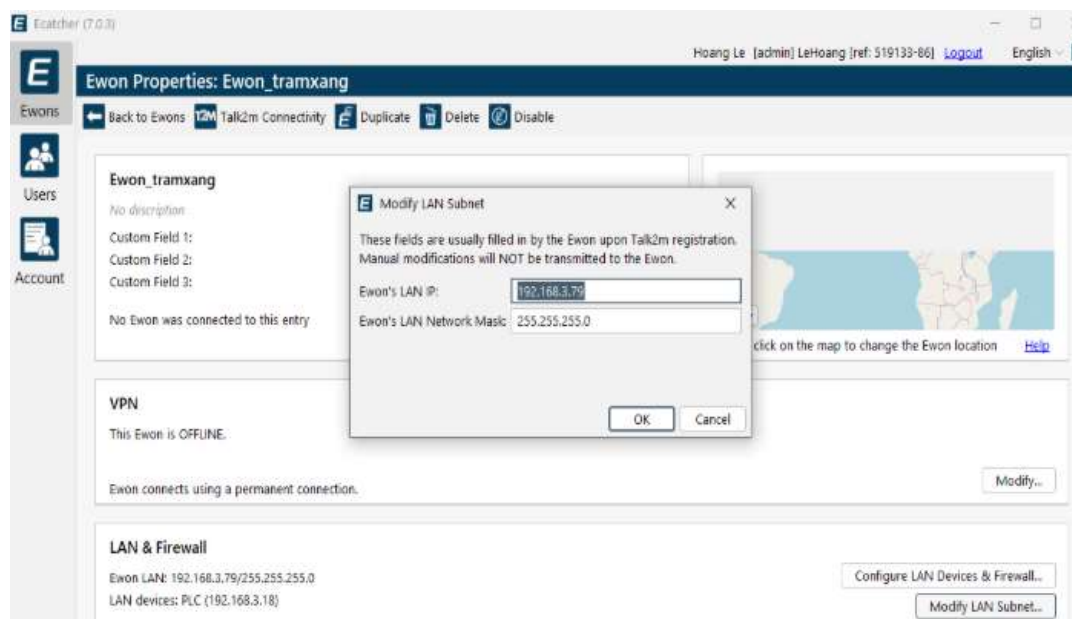 Ecatcher (7.0.3)
Hoang Le [admin] LeHoang [ref: 519133-86] Logout English
Ewon Properties: Ewon_tramxang
Ewons
Back to Ewons T2M Talk2m Connectivity Duplicate Delete Disable
Users
Account
Ewon_tramxang
No description
Custom Field 1:
Custom Field 2:
Custom Field 3:
No Ewon was connected to this entry
Modify LAN Subnet
These fields are usually filled in by the Ewon upon Talk2m registration.
Manual modifications will NOT be transmitted to the Ewon.
Ewon's LAN IP: 192.168.3.79
Ewon's LAN Network Mask: 255.255.255.0
OK Cancel
click on the map to change the Ewon location Help
VPN
This Ewon is OFFLINE.
Ewon connects using a permanent connection.
Modify...
LAN & Firewall
Ewon LAN: 192.168.3.79/255.255.255.0
Configure LAN Devices & Firewall...
LAN devices: PLC (192.168.3.18)
Modify LAN Subnet...